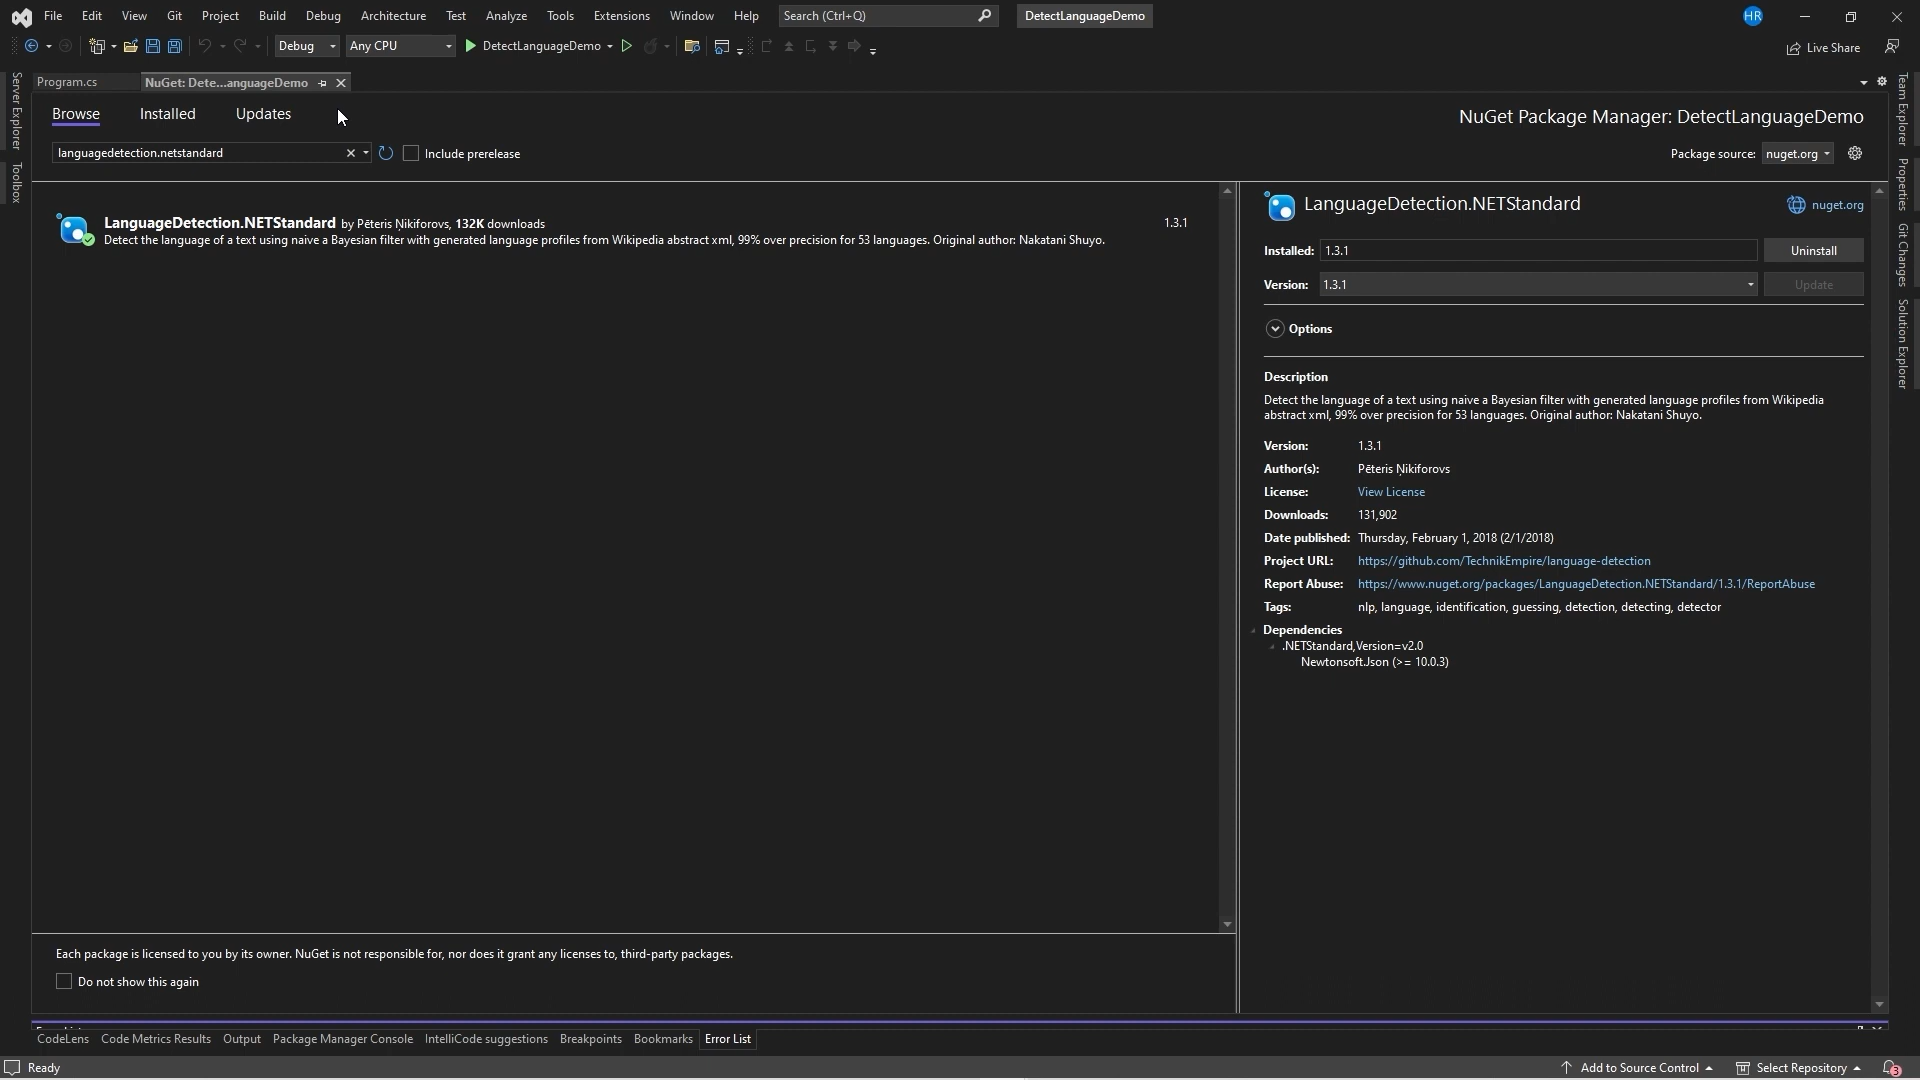 File Edit View Git Project Build Debug Architecture Test Analyze Tools Extensions Window Help Search (Ctrl+Q) DetectLanguageDemo HR
Debug Any CPU DetectLanguageDemo Live Share
Server Explorer
Toolbox
Program.cs NuGet: Dete...anguageDemo
Browse Installed Updates
NuGet Package Manager: DetectLanguageDemo
languagedetection.netstandard Include prerelease
Package source: nuget.org
LanguageDetection.NETStandard by Pēteris Ņikiforovs, 132K downloads 1.3.1
Detect the language of a text using naive a Bayesian filter with generated language profiles from Wikipedia abstract xml, 99% over precision for 53 languages. Original author: Nakatani Shuyo.
LanguageDetection.NETStandard nuget.org
Installed: 1.3.1 Uninstall
Version: 1.3.1 Update
Options
Description
Detect the language of a text using naive a Bayesian filter with generated language profiles from Wikipedia
abstract xml, 99% over precision for 53 languages. Original author: Nakatani Shuyo.
Version: 1.3.1
Author(s): Pēteris Ņikiforovs
License: View License
Downloads: 131,902
Date published: Thursday, February 1, 2018 (2/1/2018)
Project URL: https://github.com/TechnikEmpire/language-detection
Report Abuse: https://www.nuget.org/packages/LanguageDetection.NETStandard/1.3.1/ReportAbuse
Tags: nlp, language, identification, guessing, detection, detecting, detector
Dependencies
.NETStandard,Version=v2.0
Newtonsoft.Json (>= 10.0.3)
Team Explorer
Properties
Git Changes
Solution Explorer
Each package is licensed to you by its owner. NuGet is not responsible for, nor does it grant any licenses to, third-party packages.
Do not show this again
CodeLens Code Metrics Results Output Package Manager Console IntelliCode suggestions Breakpoints Bookmarks Error List
Ready Add to Source Control Select Repository 3